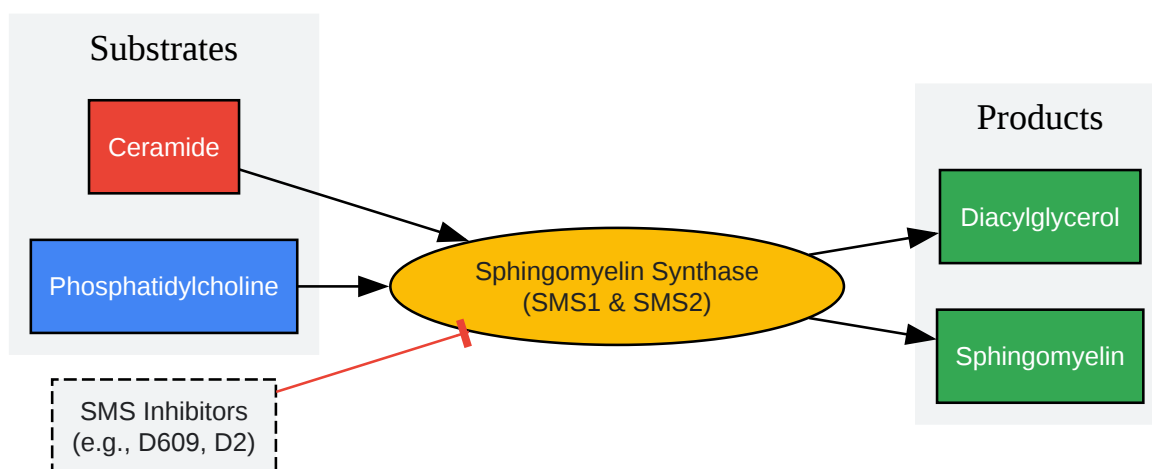 Substrates
Ceramide
Phosphatidylcholine
SMS Inhibitors
(e.g., D609, D2)
Sphingomyelin Synthase
(SMS1 & SMS2)
Products
Diacylglycerol
Sphingomyelin